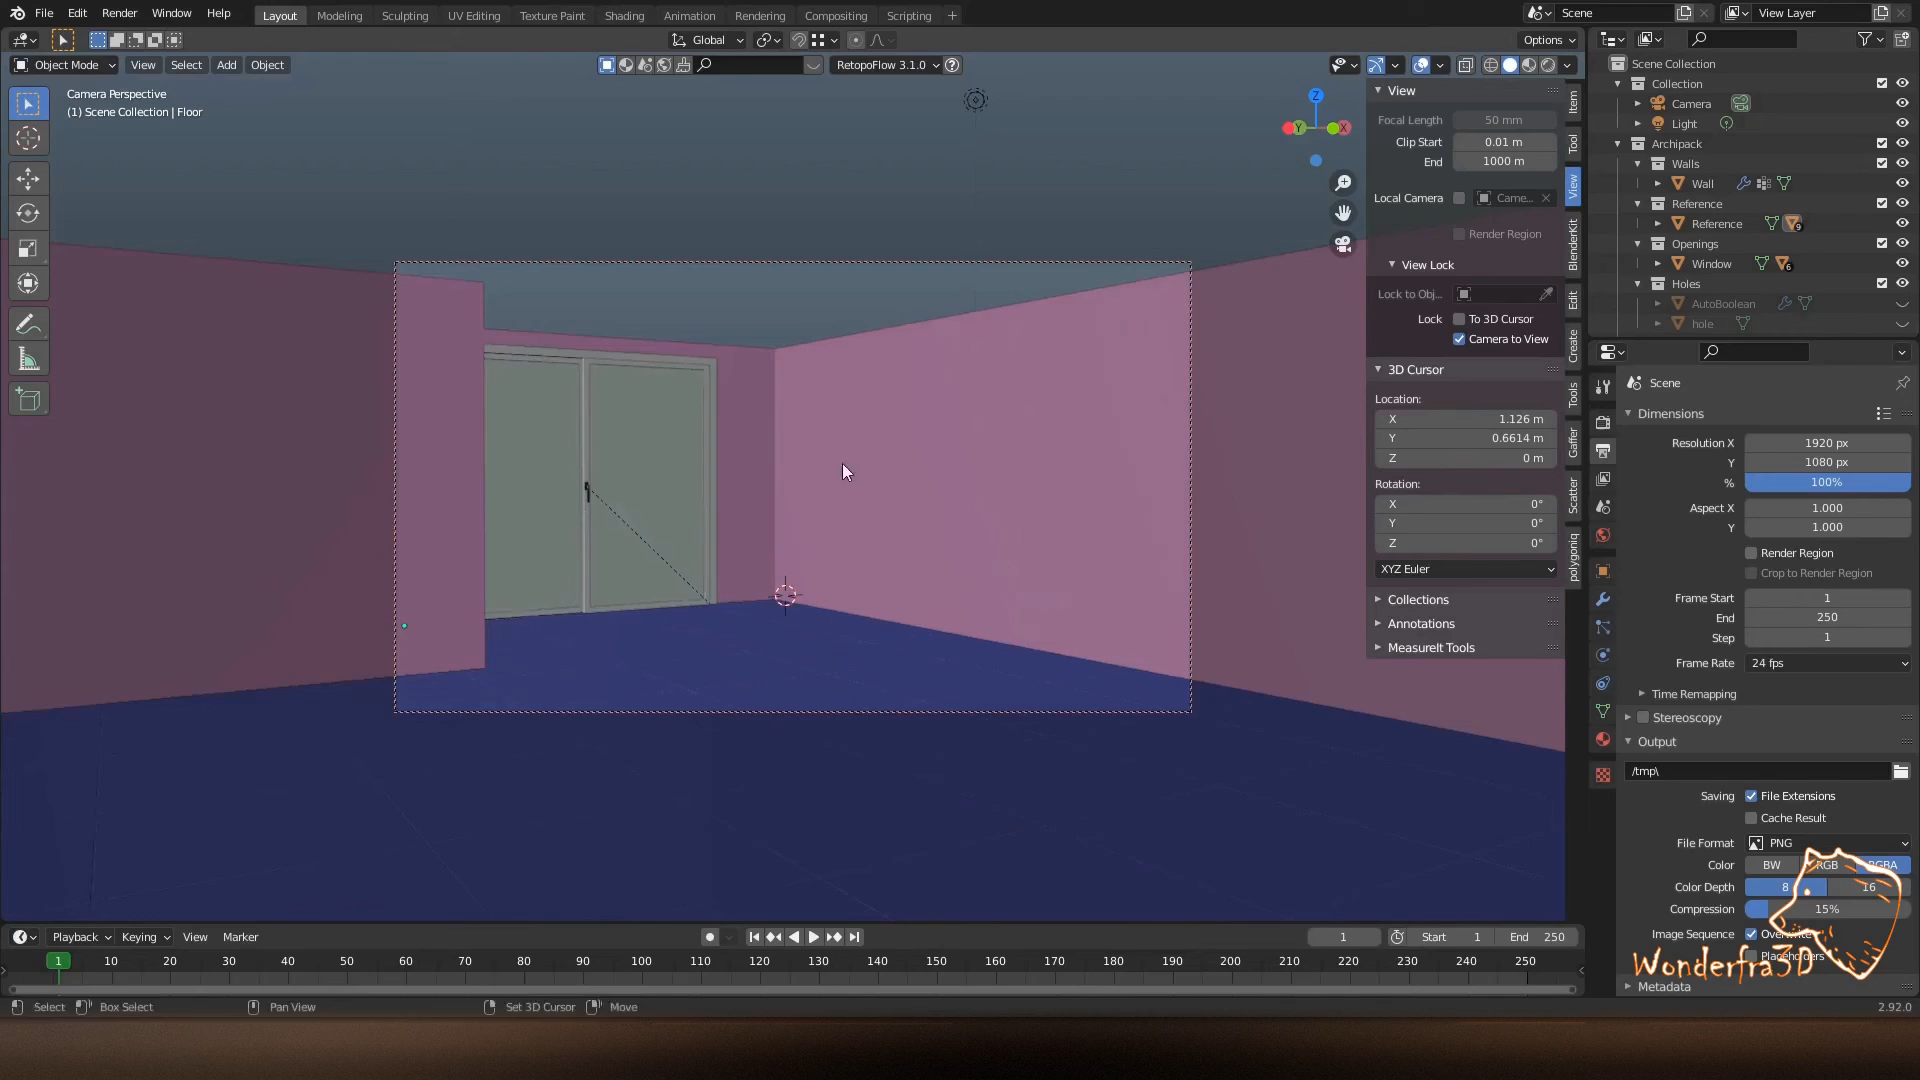 File Edit Render Window Help Layout Modeling Sculpting UV Editing Texture Paint Shading Animation Rendering Compositing Scripting + Scene View Layer
Global Options
Object Mode View Select Add Object RetopoFlow 3.1.0
Camera Perspective
(1) Scene Collection | Floor
Z
Y
X
View
Focal Length 50 mm
Clip Start 0.01 m
End 1000 m
Local Camera Came...
Render Region
View Lock
Lock to Obj...
Lock To 3D Cursor
Camera to View
3D Cursor
Location:
X 1.126 m
Y 0.6614 m
Z 0 m
Rotation:
X 0°
Y 0°
Z 0°
XYZ Euler
Collections
Annotations
MeasureIt Tools
Item
Tool
View
BlenderKit
Edit
Create
Tools
Gaffer
Scatter
polygoniq
Scene Collection
Collection
Camera
Light
Archipack
Walls
Wall
Reference
Reference 9
Openings
Window 6
Holes
AutoBoolean
hole
Scene
Dimensions
Resolution X 1920 px
Y 1080 px
% 100%
Aspect X 1.000
Y 1.000
Render Region
Crop to Render Region
Frame Start 1
End 250
Step 1
Frame Rate 24 fps
Time Remapping
Stereoscopy
Output
/tmp\
Saving File Extensions
Cache Result
File Format PNG
Color BW RGB RGBA
Color Depth 8 16
Compression 15%
Image Sequence Overwrite
Placeholders
Metadata
Wonderfra3D
Playback Keying View Marker 1 Start 1 End 250
1 10 20 30 40 50 60 70 80 90 100 110 120 130 140 150 160 170 180 190 200 210 220 230 240 250
Select Box Select Pan View Set 3D Cursor Move 2.92.0